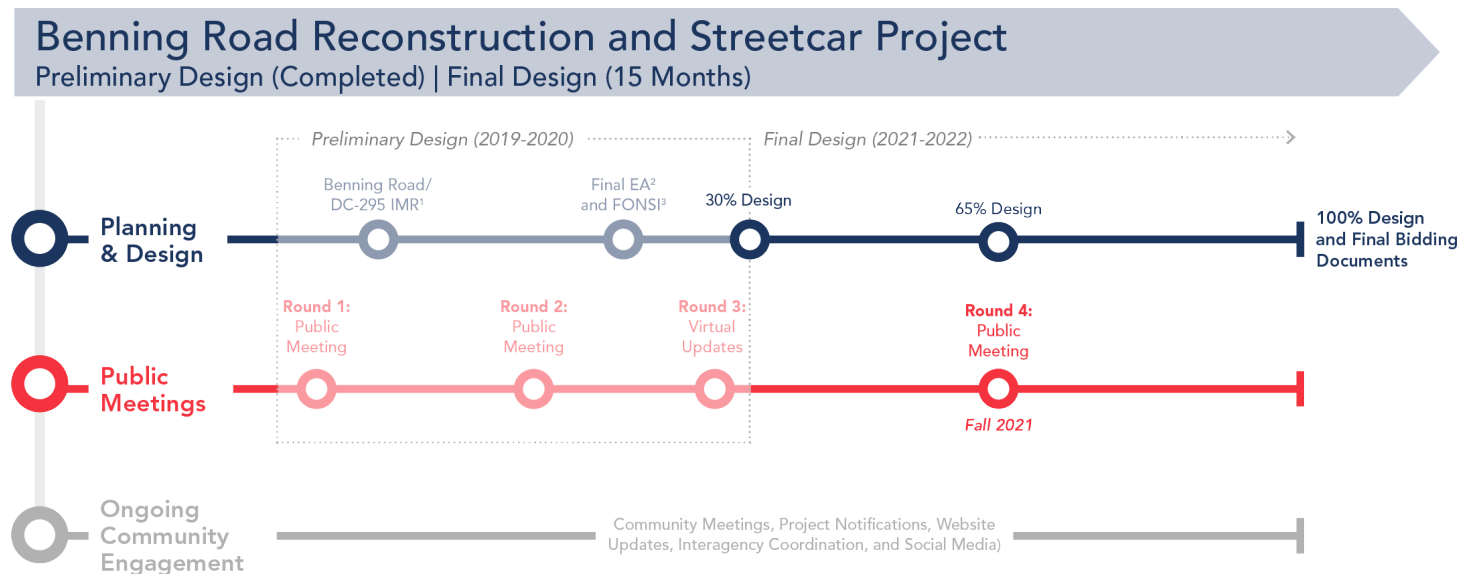 Benning Road Reconstruction and Streetcar Project
Preliminary Design (Completed) | Final Design (15 Months)
Preliminary Design (2019-2020)
Final Design (2021-2022)
Planning
& Design
Benning Road/
DC-295 IMR¹
Final EA²
and FONSI³
30% Design
65% Design
100% Design
and Final Bidding
Documents
Public
Meetings
Round 1:
Public
Meeting
Round 2:
Public
Meeting
Round 3:
Virtual
Updates
Round 4:
Public
Meeting
Fall 2021
Ongoing
Community
Engagement
Community Meetings, Project Notifications, Website
Updates, Interagency Coordination, and Social Media)